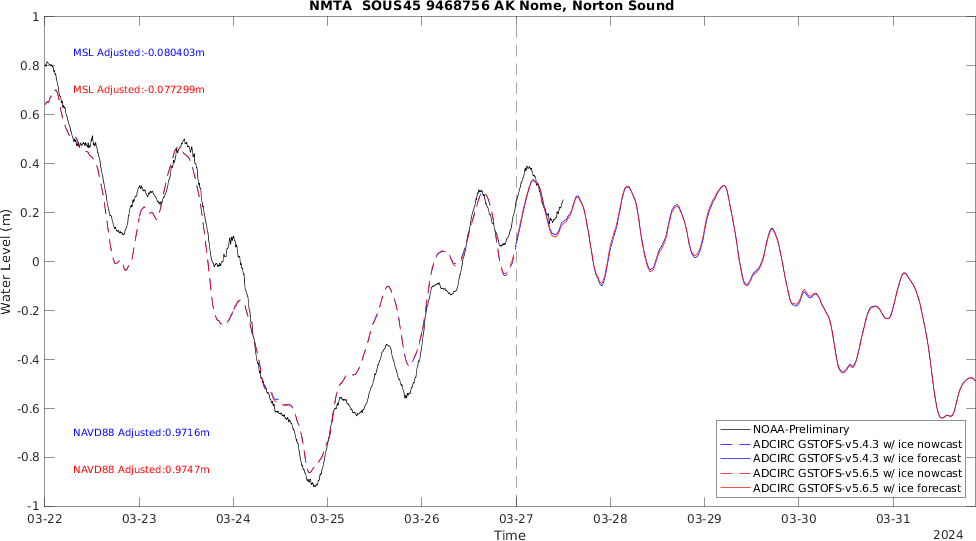 NMTA SOUS45 9468756 AK Nome, Norton Sound
1
0.8
0.6
0.4
0.2
0
-0.2
-0.4
-0.6
-0.8
-1
Water Level (m)
MSL Adjusted:-0.080403m
MSL Adjusted:-0.077299m
NAVD88 Adjusted:0.9716m
NAVD88 Adjusted:0.9747m
NOAA-Preliminary
ADCIRC GSTOFS-v5.4.3 w/ ice nowcast
ADCIRC GSTOFS-v5.4.3 w/ ice forecast
ADCIRC GSTOFS-v5.6.5 w/ ice nowcast
ADCIRC GSTOFS-v5.6.5 w/ ice forecast
03-22 03-23 03-24 03-25 03-26 03-27 03-28 03-29 03-30 03-31
Time
2024